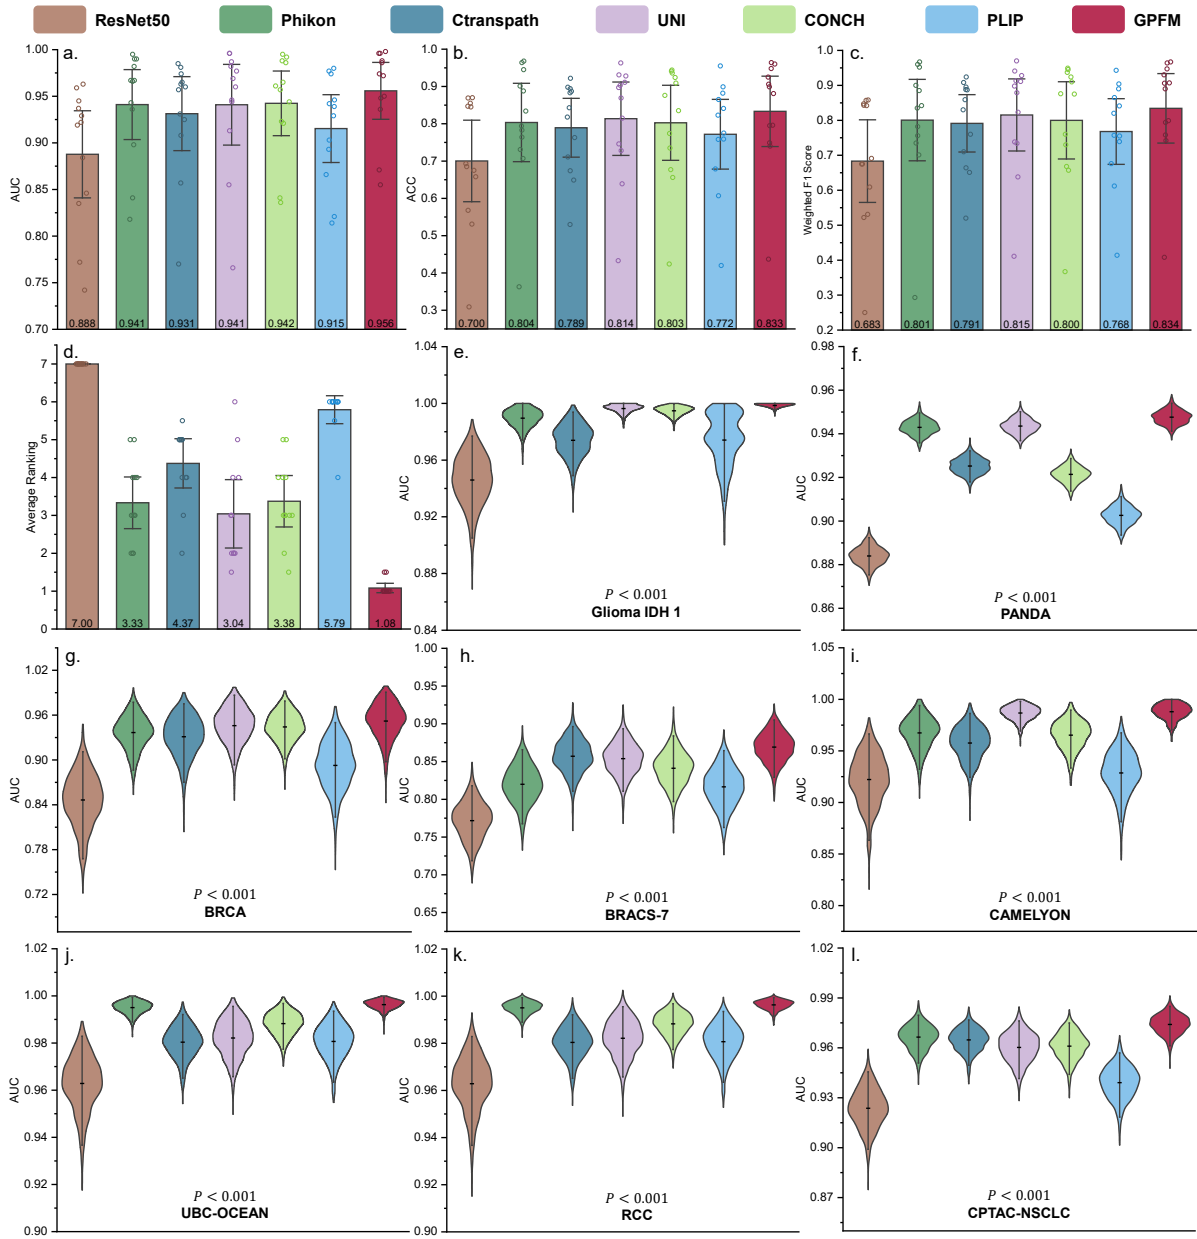 ResNet50 Phikon Ctranspath UNI CONCH PLIP GPFM
a.
AUC
1.00
0.95
0.90
0.85
0.80
0.75
0.70
0.888 0.941 0.931 0.941 0.942 0.915 0.956
b.
ACC
1.0
0.9
0.8
0.7
0.6
0.5
0.4
0.3
0.700 0.804 0.789 0.814 0.803 0.772 0.833
c.
Weighted F1 Score
1.0
0.9
0.8
0.7
0.6
0.5
0.4
0.3
0.2
0.683 0.801 0.791 0.815 0.800 0.768 0.834
d.
Average Ranking
7
6
5
4
3
2
1
0
7.00 3.33 4.37 3.04 3.38 5.79 1.08
e.
AUC
1.04
1.00
0.96
0.92
0.88
0.84
P < 0.001
Glioma IDH 1
f.
AUC
0.98
0.96
0.94
0.92
0.90
0.88
0.86
P < 0.001
PANDA
g.
AUC
1.02
0.96
0.90
0.84
0.78
0.72
P < 0.001
BRCA
h.
AUC
1.00
0.95
0.90
0.85
0.80
0.75
0.70
0.65
P < 0.001
BRACS-7
i.
AUC
1.05
1.00
0.95
0.90
0.85
0.80
P < 0.001
CAMELYON
j.
AUC
1.02
1.00
0.98
0.96
0.94
0.92
0.90
P < 0.001
UBC-OCEAN
k.
AUC
1.02
1.00
0.98
0.96
0.94
0.92
0.90
P < 0.001
RCC
l.
AUC
1.02
0.99
0.96
0.93
0.90
0.87
P < 0.001
CPTAC-NSCLC